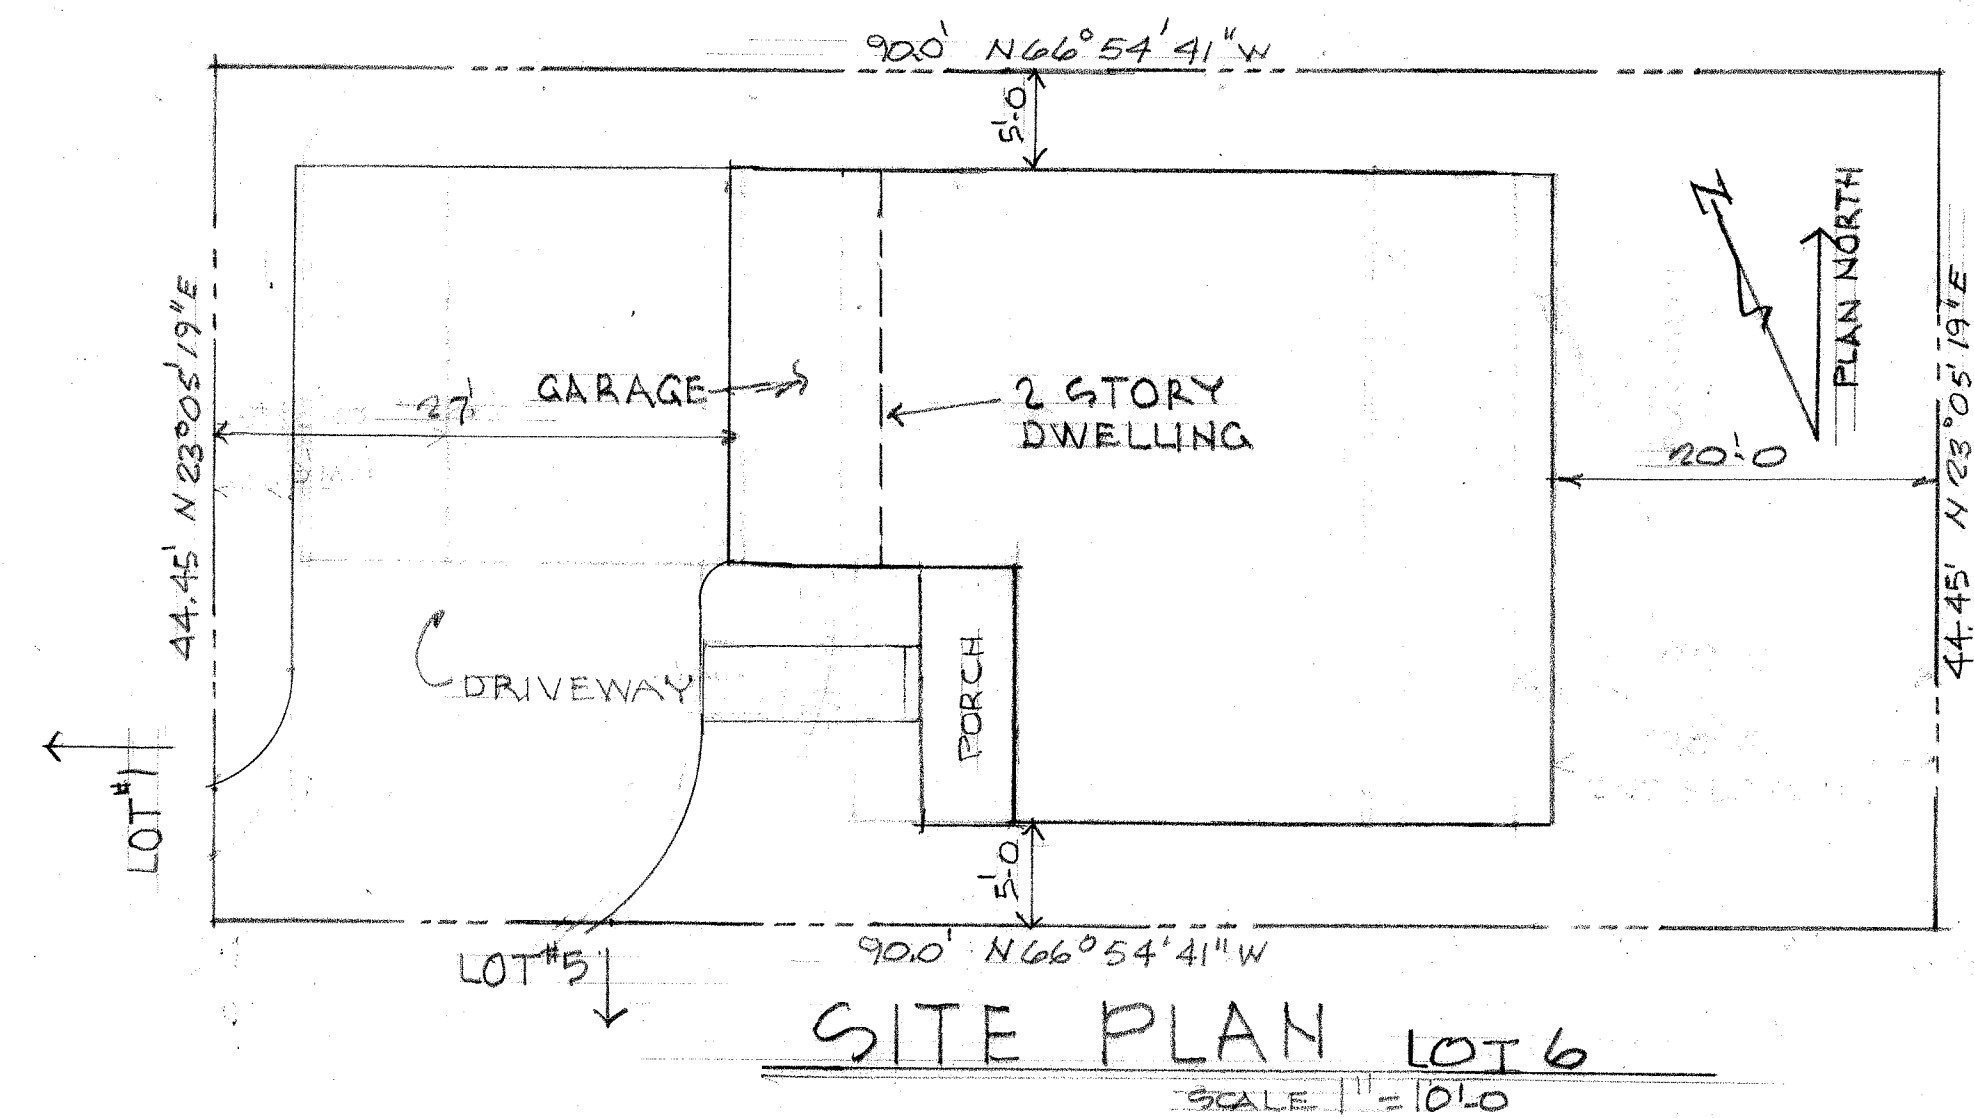 90.0' N66°54'41"W
5'-0
N
PLAN NORTH
44.45' N23°05'19"E
GARAGE
27'
2 STORY
DWELLING
20'-0
44.45' N23°05'19"E
DRIVEWAY
PORCH
LOT #1
5'-0
90.0' N66°54'41"W
LOT #5
SITE PLAN LOT 6
SCALE 1"=10'-0